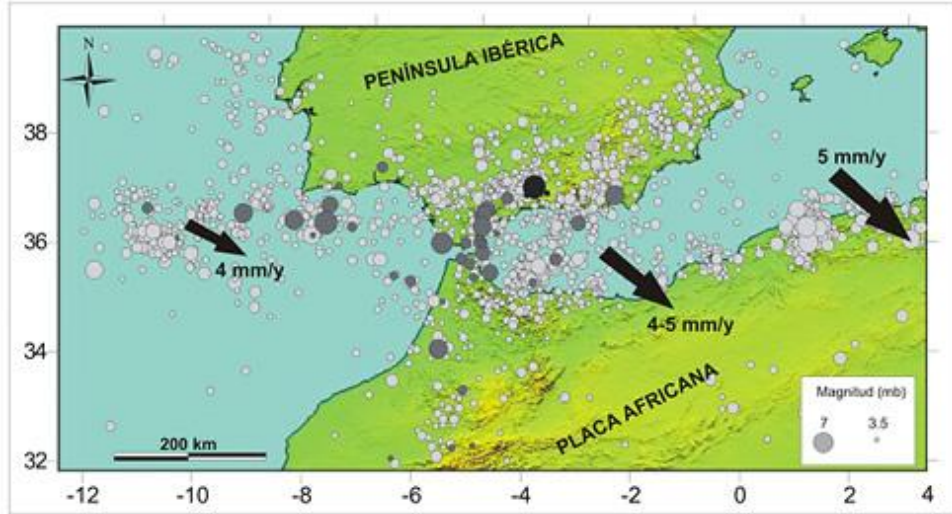 N
PENÍNSULA IBÉRICA
38
5 mm/y
36
4 mm/y
4-5 mm/y
34
PLACA AFRICANA
Magnitud (mb)
7 3.5
200 km
32
-12 -10 -8 -6 -4 -2 0 2 4